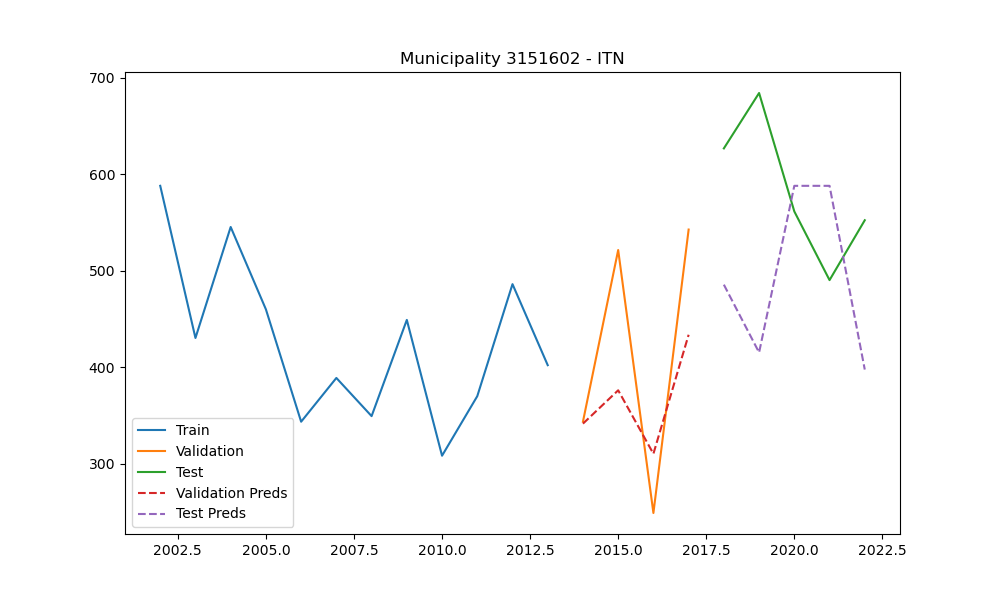 Municipality 3151602 - ITN
700
600
500
400
300
Train
Validation
Test
Validation Preds
Test Preds
2002.5 2005.0 2007.5 2010.0 2012.5 2015.0 2017.5 2020.0 2022.5